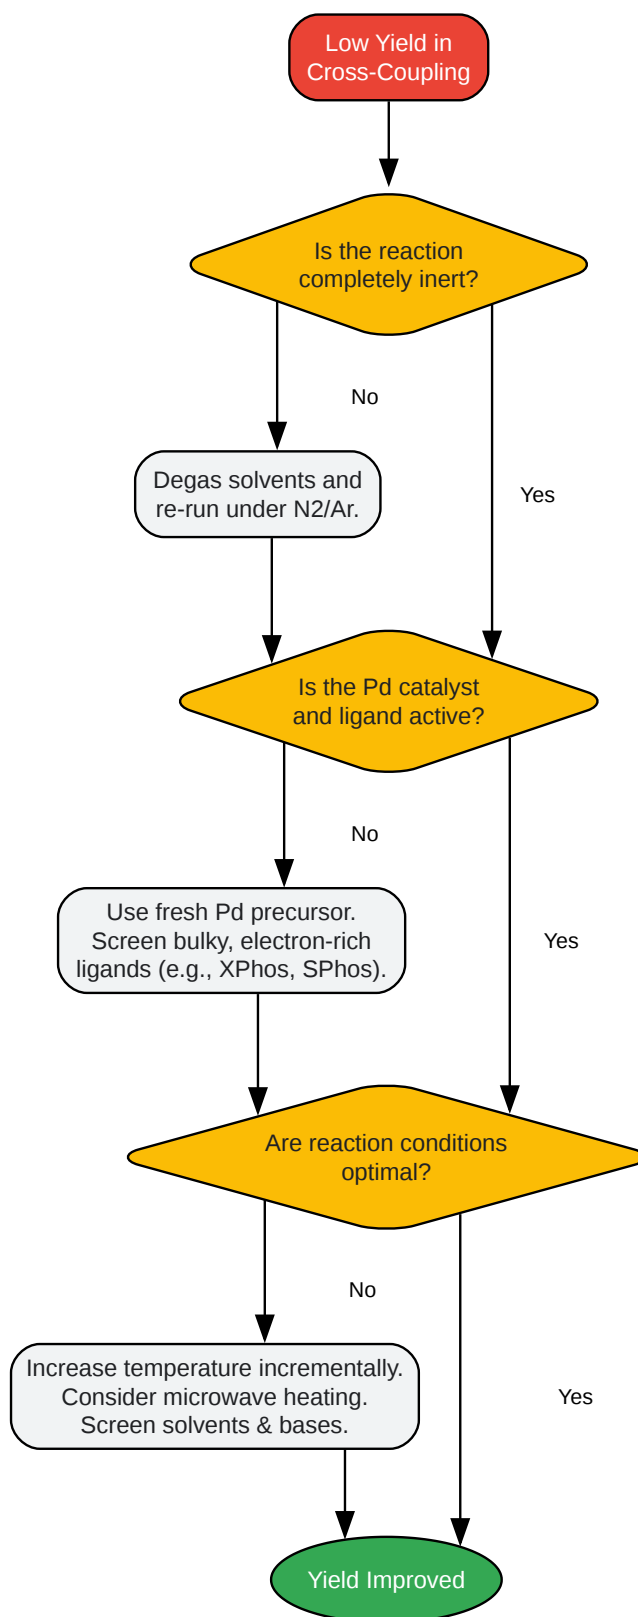 Low Yield in
Cross-Coupling
Is the reaction
completely inert?
No
Degas solvents and
re-run under N2/Ar.
Yes
Is the Pd catalyst
and ligand active?
No
Use fresh Pd precursor.
Screen bulky, electron-rich
ligands (e.g., XPhos, SPhos).
Yes
Are reaction conditions
optimal?
No
Increase temperature incrementally.
Consider microwave heating.
Screen solvents & bases.
Yes
Yield Improved